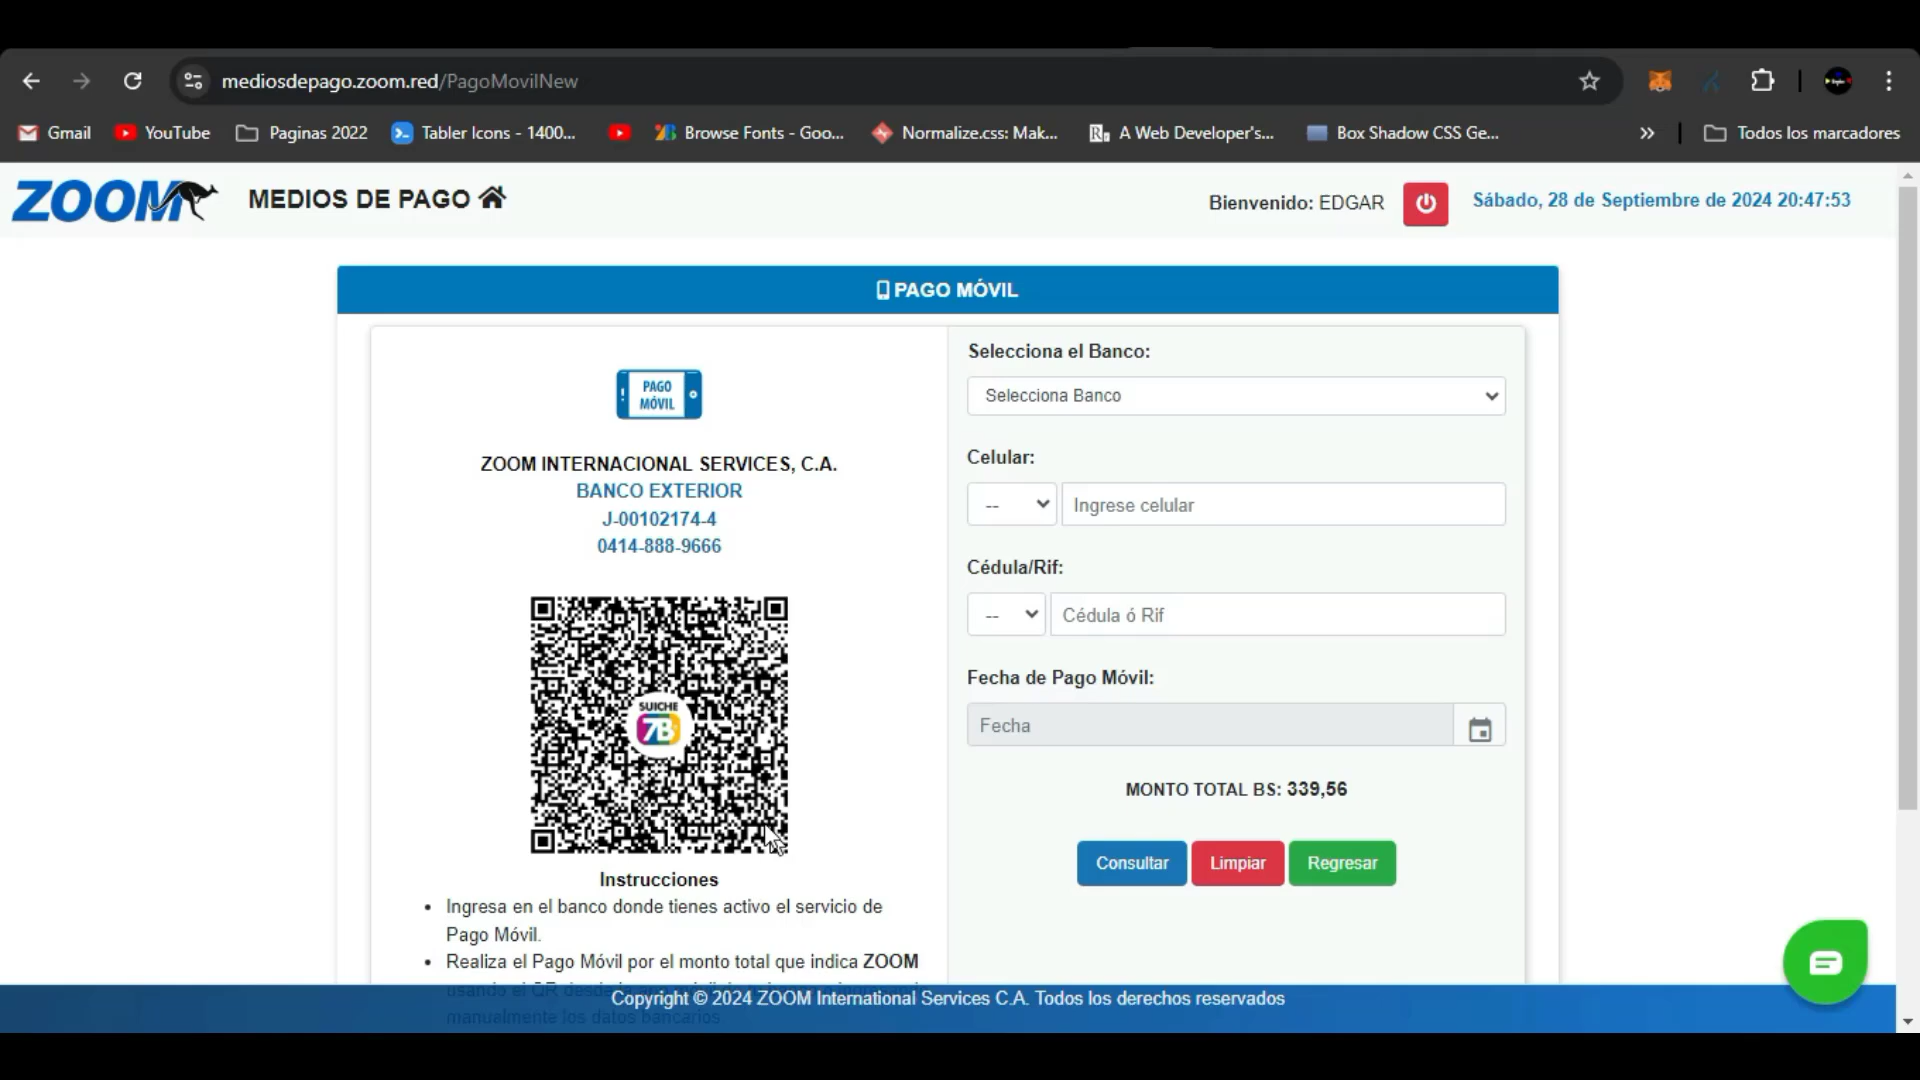 mediosdepago.zoom.red/PagoMovilNew
Gmail
YouTube
Paginas 2022
Tabler Icons - 1400...
Browse Fonts - Goo...
Normalize.css: Mak...
A Web Developer's...
Box Shadow CSS Ge...
Todos los marcadores
ZOOM
MEDIOS DE PAGO
Bienvenido: EDGAR
Sábado, 28 de Septiembre de 2024 20:47:53
PAGO MÓVIL
PAGO
MÓVIL
ZOOM INTERNACIONAL SERVICES, C.A.
BANCO EXTERIOR
J-00102174-4
0414-888-9666
SUICHE
7B
Instrucciones
• Ingresa en el banco donde tienes activo el servicio de
Pago Móvil.
• Realiza el Pago Móvil por el monto total que indica ZOOM
manualmente los datos bancarios
Selecciona el Banco:
Selecciona Banco
Celular:
--
Ingrese celular
Cédula/Rif:
--
Cédula ó Rif
Fecha de Pago Móvil:
Fecha
MONTO TOTAL BS: 339,56
Consultar
Limpiar
Regresar
Copyright © 2024 ZOOM International Services C.A. Todos los derechos reservados